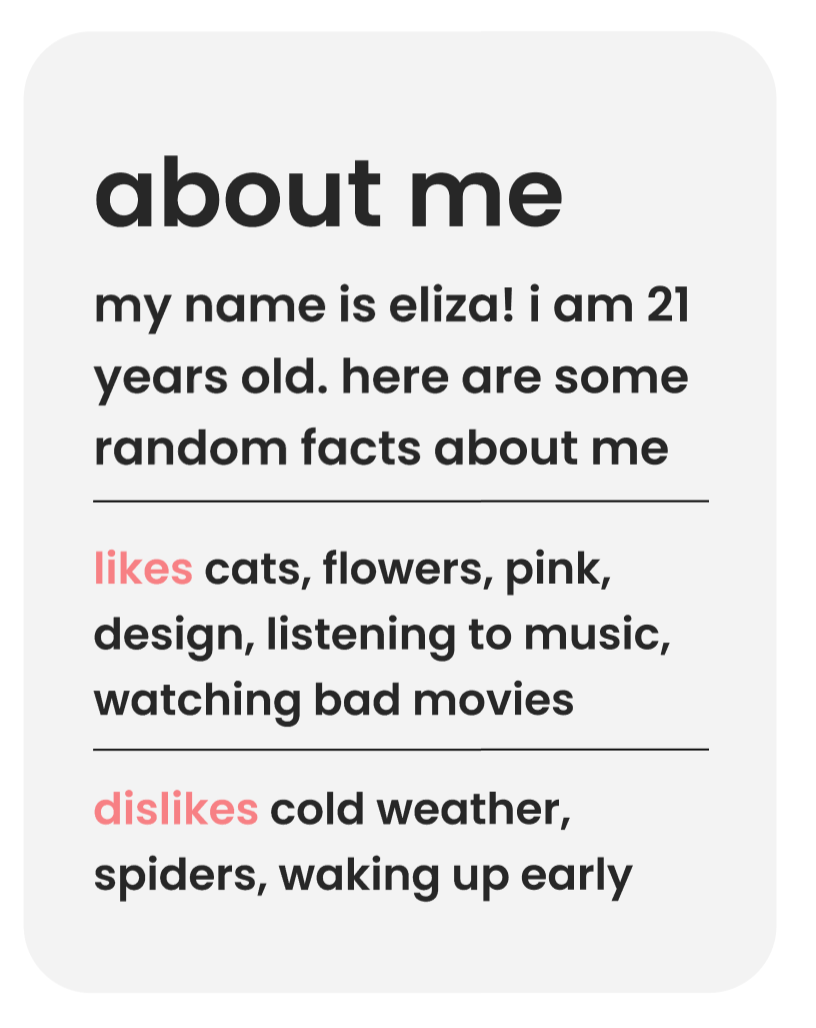 about me
my name is eliza! i am 21
years old. here are some
random facts about me
likes cats, flowers, pink,
design, listening to music,
watching bad movies
dislikes cold weather,
spiders, waking up early